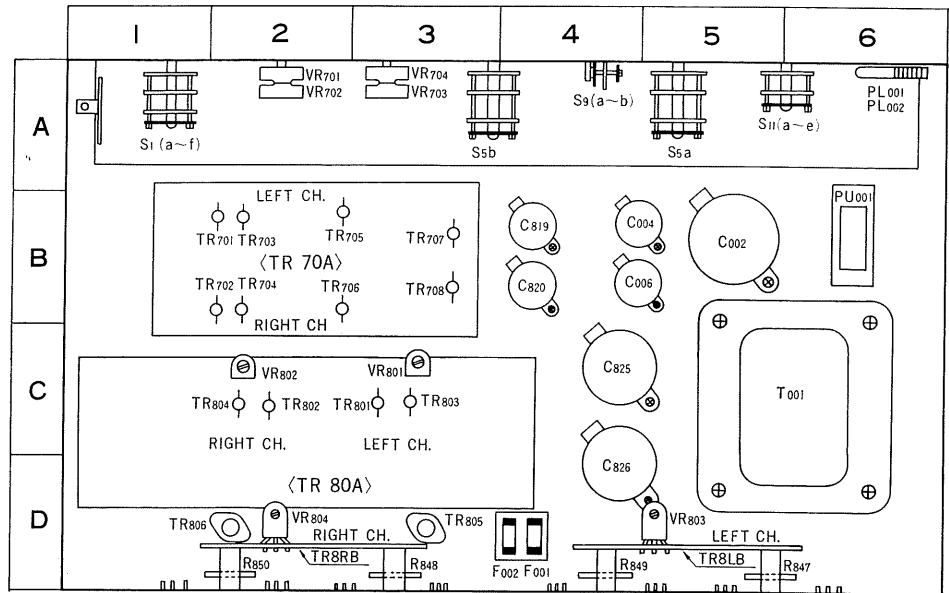 1 2 3 4 5 6
A
VR701
VR702
VR704
VR703
S1(a~f)
S5b
S9(a~b)
S5a
S11(a~e)
PL001
PL002
B
LEFT CH.
TR701 TR703
TR705
TR707
⟨TR 70A⟩
TR702 TR704
TR706
TR708
RIGHT CH
C819
C004
C820
C006
C002
PU001
C
VR802
VR801
TR804
TR802
TR801
TR803
RIGHT CH.
LEFT CH.
C825
T001
D
⟨TR 80A⟩
C826
TR806
VR804
RIGHT CH.
TR805
VR803
LEFT CH.
R850
TR8RB
R848
F002 F001
R849
TR8LB
R847